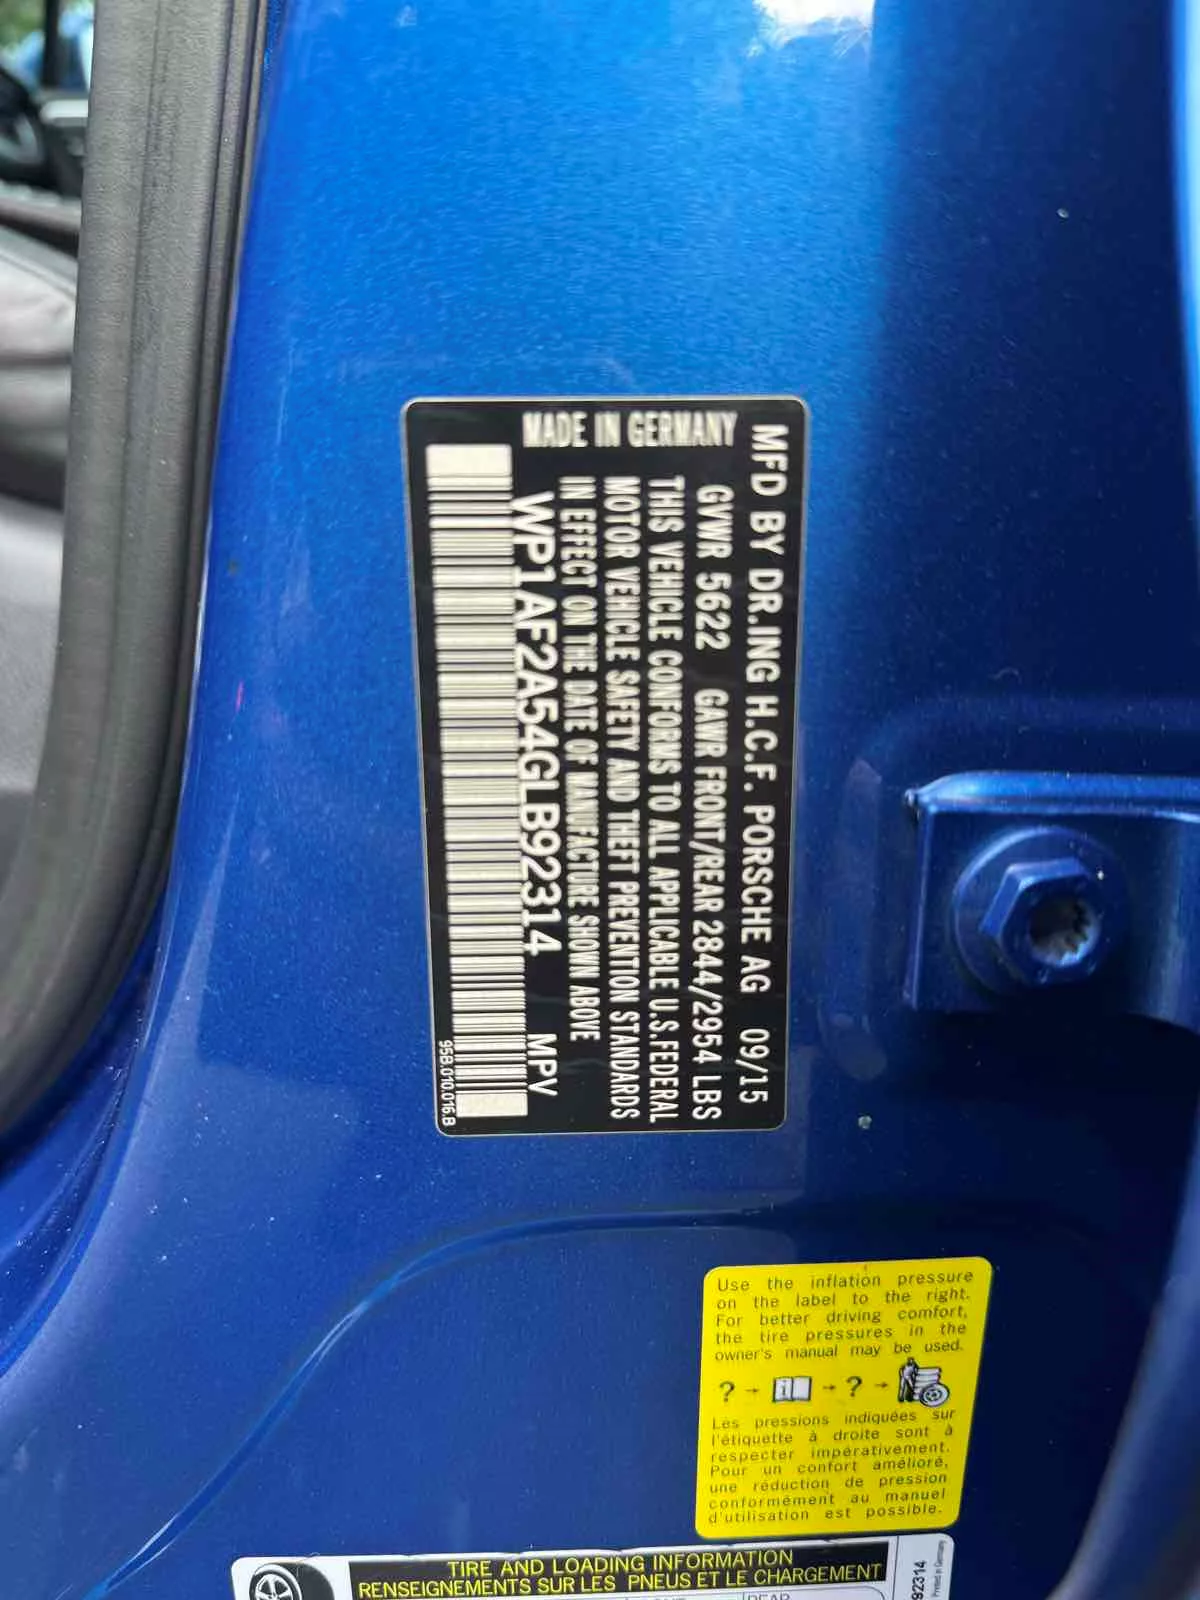 MFD BY DR.ING H.C.F. PORSCHE AG 09/15
GVWR 5622 GAWR FRONT/REAR 2844/2954 LBS
THIS VEHICLE CONFORMS TO ALL APPLICABLE U.S.FEDERAL
MOTOR VEHICLE SAFETY AND THEFT PREVENTION STANDARDS
IN EFFECT ON THE DATE OF MANUFACTURE SHOWN ABOVE
WP1AF2A54GLB92314 MPV
MADE IN GERMANY
95B.010.016.B
Use the inflation pressure
on the label to the right.
For better driving comfort,
the tire pressures in the
owner's manual may be used.
? → i → ? →
Les pressions indiquées sur
l'étiquette à droite sont à
respecter impérativement.
Pour un confort amélioré,
une réduction de pression
conformément au manuel
d'utilisation est possible.
TIRE AND LOADING INFORMATION
RENSEIGNEMENTS SUR LES PNEUS ET LE CHARGEMENT
92314
Printed in Germany